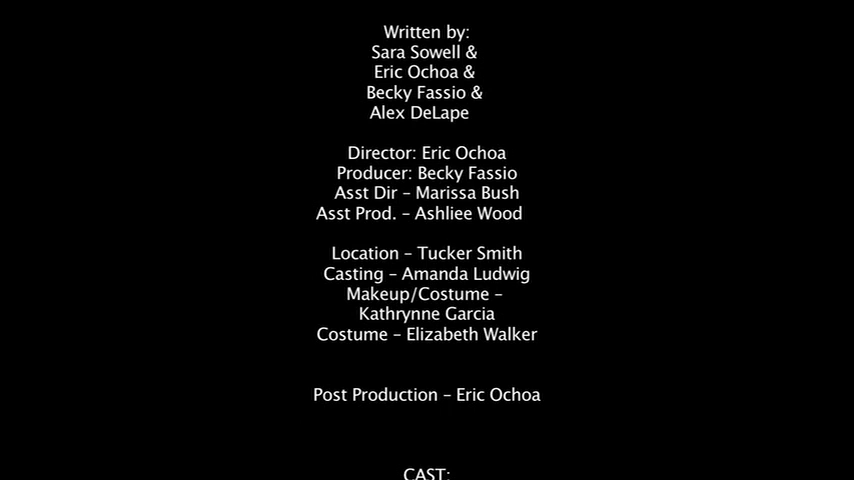 Written by:
Sara Sowell &
Eric Ochoa &
Becky Fassio &
Alex DeLape
Director: Eric Ochoa
Producer: Becky Fassio
Asst Dir – Marissa Bush
Asst Prod. – Ashliee Wood
Location – Tucker Smith
Casting – Amanda Ludwig
Makeup/Costume –
Kathrynne Garcia
Costume – Elizabeth Walker
Post Production – Eric Ochoa
CAST: